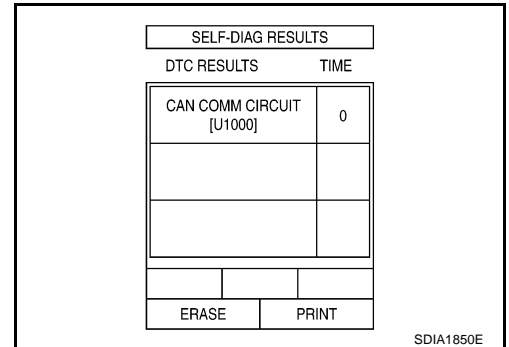 SELF-DIAG RESULTS
DTC RESULTS TIME
CAN COMM CIRCUIT 0
[U1000]
ERASE PRINT
SDIA1850E